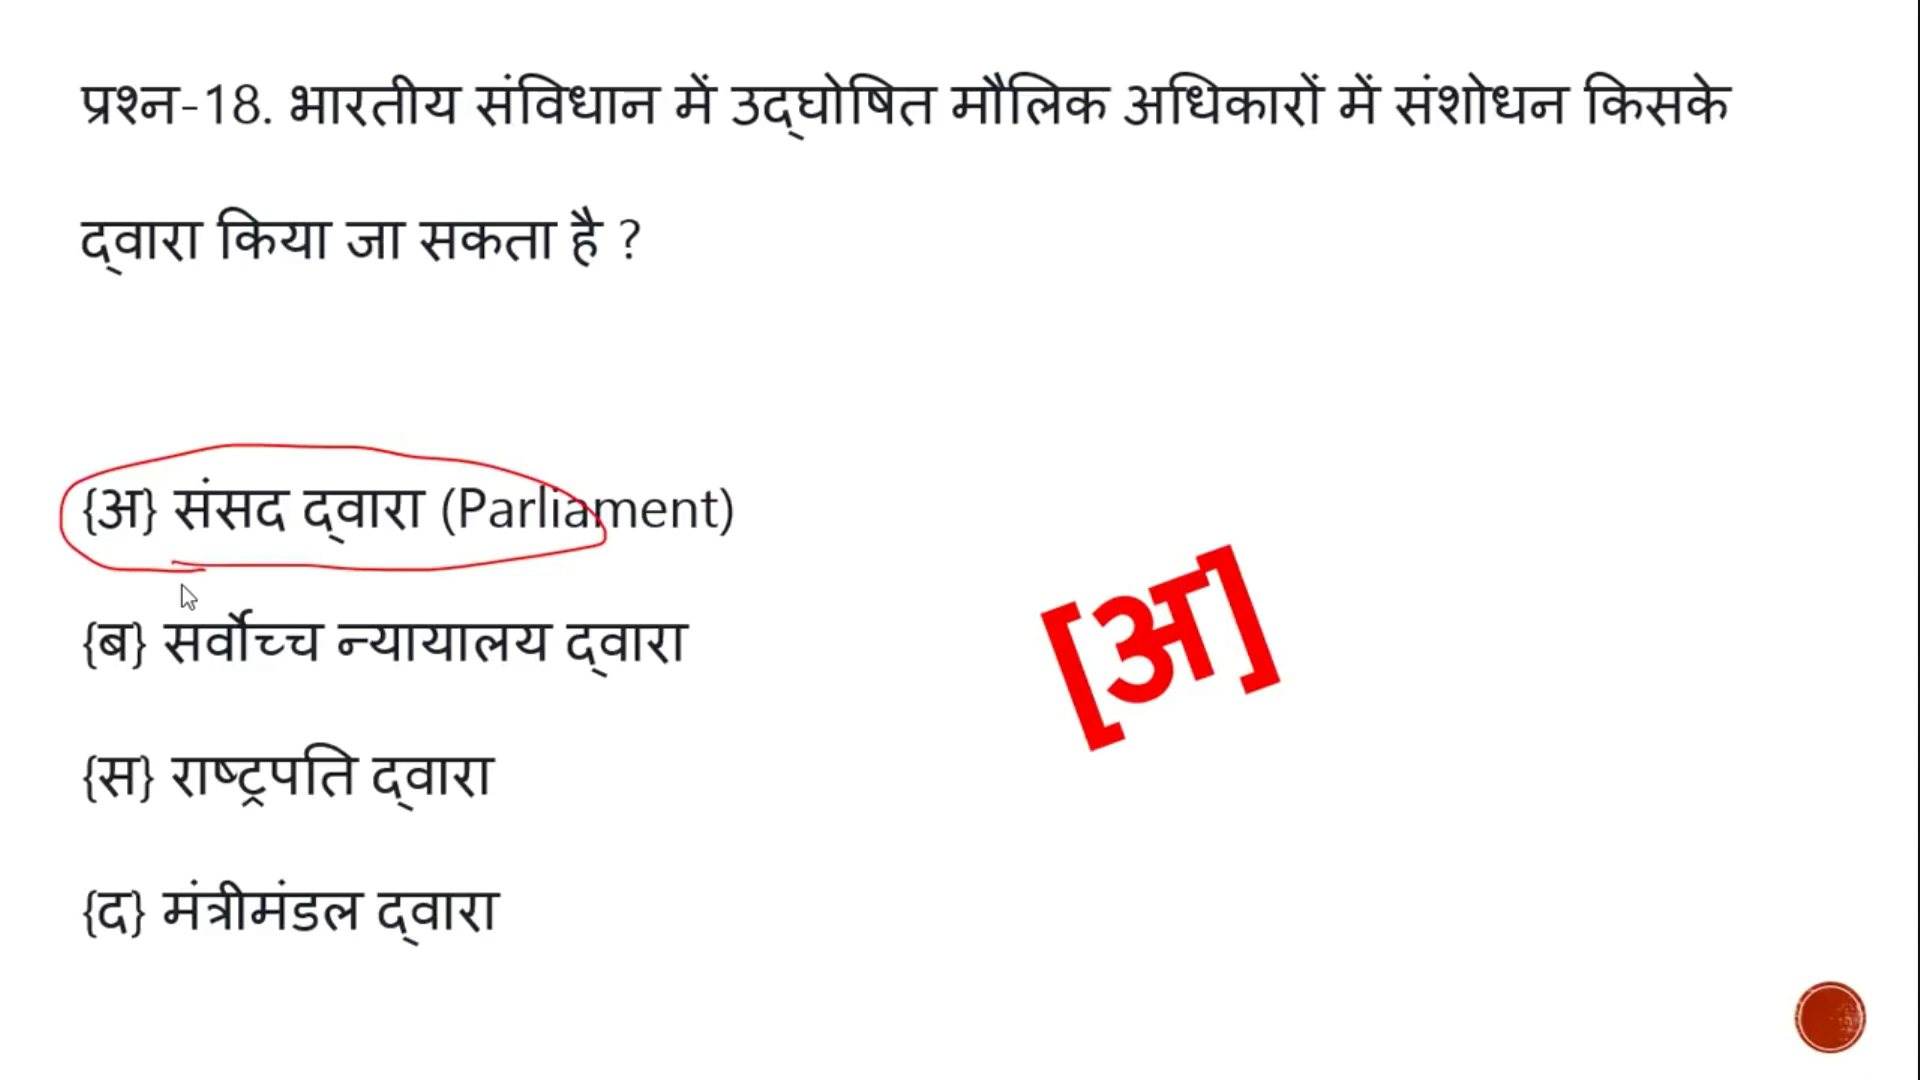 प्रश्न-18. भारतीय संविधान में उद्घोषित मौलिक अधिकारों में संशोधन किसके
द्वारा किया जा सकता है ?
{अ} संसद द्वारा (Parliament)
[अ]
{ब} सर्वोच्च न्यायालय द्वारा
{स} राष्ट्रपति द्वारा
{द} मंत्रीमंडल द्वारा